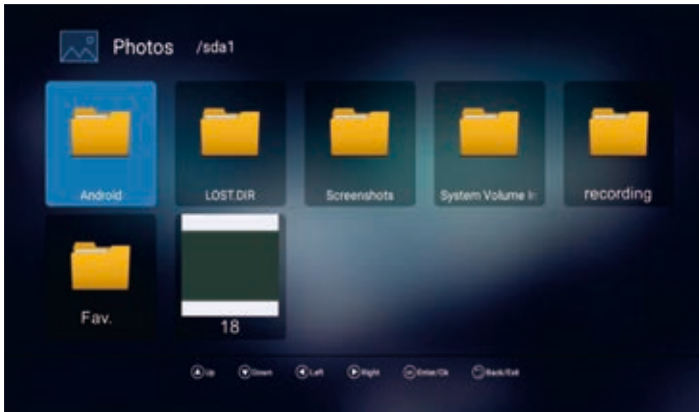 Photos /sda1
Android LOST.DIR Screenshots System Volume In recording
Fav. 18
Up Down Left Right Enter/Ok Back/Exit